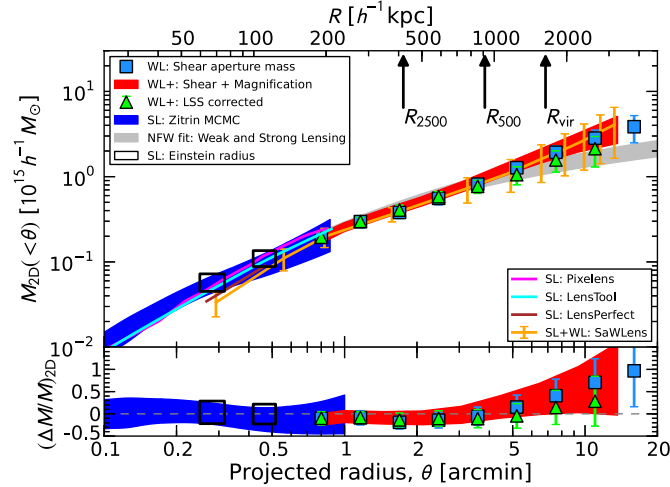 R [h⁻¹ kpc]
50 100 200 500 1000 2000
WL: Shear aperture mass
WL+: Shear + Magnification
WL+: LSS corrected
SL: Zitrin MCMC
NFW fit: Weak and Strong Lensing
SL: Einstein radius
R₂₅₀₀
R₅₀₀
R_vir
M₂D(<θ) [10¹⁵ h⁻¹ M⊙]
10¹
10⁰
10⁻¹
10⁻²
SL: Pixelens
SL: LensTool
SL: LensPerfect
SL+WL: SaWLens
(ΔM/M)₂D
1
0.5
0
-0.5
0.1 0.2 0.5 1 2 5 10 20
Projected radius, θ [arcmin]